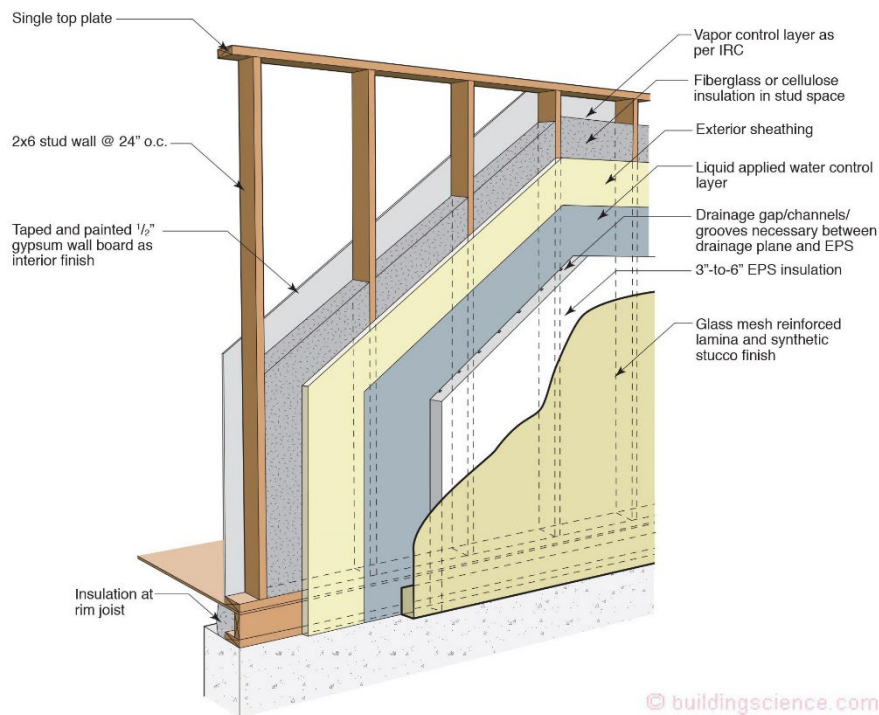 Single top plate
2x6 stud wall @ 24” o.c.
Taped and painted ½”
gypsum wall board as
interior finish
Insulation at
rim joist
Vapor control layer as
per IRC
Fiberglass or cellulose
insulation in stud space
Exterior sheathing
Liquid applied water control
layer
Drainage gap/channels/
grooves necessary between
drainage plane and EPS
3”-to-6” EPS insulation
Glass mesh reinforced
lamina and synthetic
stucco finish
© buildingscience.com